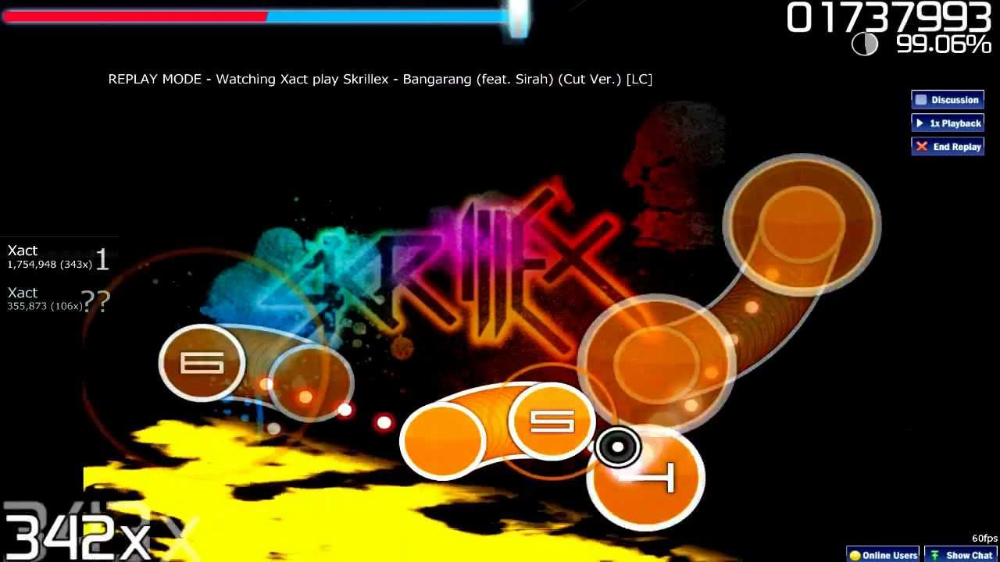 01737993
99.06%
REPLAY MODE - Watching Xact play Skrillex - Bangarang (feat. Sirah) (Cut Ver.) [LC]
Discussion
1x Playback
End Replay
SKRILLEX
Xact
1,754,948 (343x) 1
Xact
355,873 (106x) ??
6
5
4
342x
60fps
Online Users
Show Chat